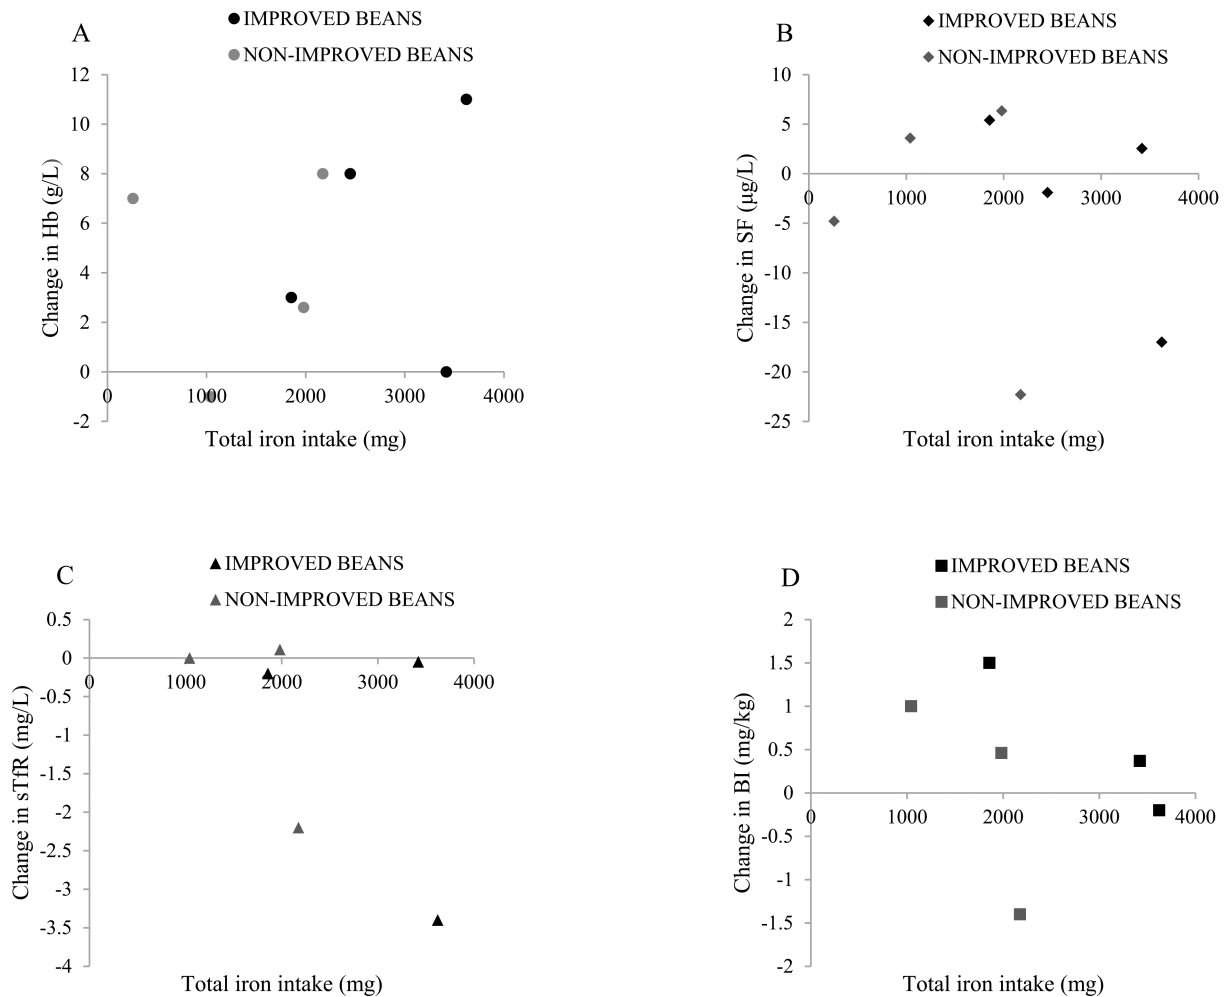 A
IMPROVED BEANS
NON-IMPROVED BEANS
12
10
8
6
4
2
0
-2
0 1000 2000 3000 4000
Change in Hb (g/L)
Total iron intake (mg)
B
IMPROVED BEANS
NON-IMPROVED BEANS
10
5
0
-5
-10
-15
-20
-25
0 1000 2000 3000 4000
Change in SF (µg/L)
Total iron intake (mg)
C
IMPROVED BEANS
NON-IMPROVED BEANS
0.5
0
-0.5
-1
-1.5
-2
-2.5
-3
-3.5
-4
0 1000 2000 3000 4000
Change in sTfR (mg/L)
Total iron intake (mg)
D
IMPROVED BEANS
NON-IMPROVED BEANS
2
1.5
1
0.5
0
-0.5
-1
-1.5
-2
0 1000 2000 3000 4000
Change in BI (mg/kg)
Total iron intake (mg)